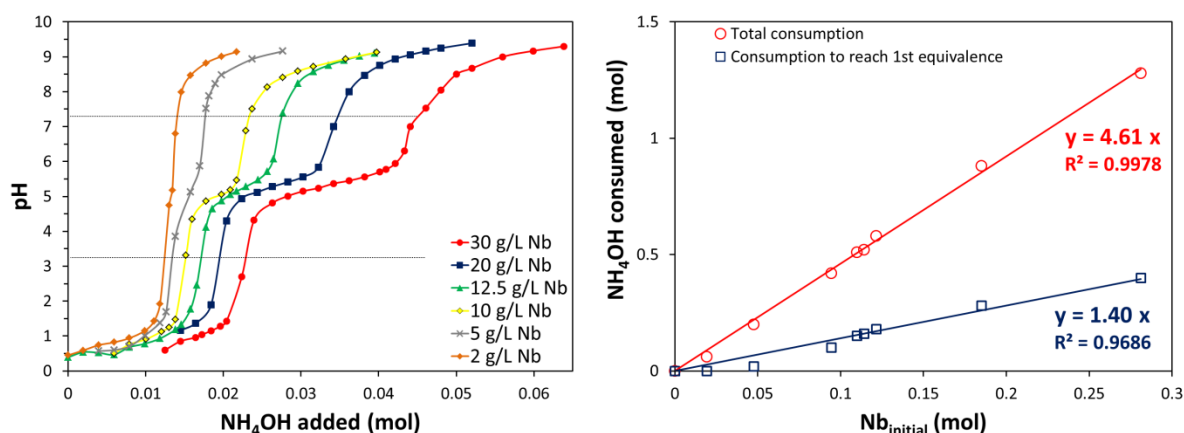 10
9
8
7
6
5
4
3
2
1
0
pH
0
0.01
0.02
0.03
0.04
0.05
0.06
NH₄OH added (mol)
30 g/L Nb
20 g/L Nb
12.5 g/L Nb
10 g/L Nb
5 g/L Nb
2 g/L Nb
1.5
1
0.5
0
NH₄OH consumed (mol)
Total consumption
Consumption to reach 1st equivalence
y = 4.61 x
R² = 0.9978
y = 1.40 x
R² = 0.9686
0
0.05
0.1
0.15
0.2
0.25
0.3
Nbinitial (mol)